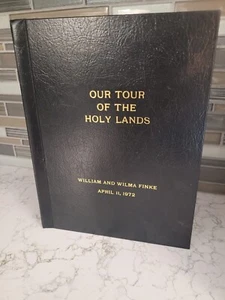 OUR TOUR
OF THE
HOLY LANDS
WILLIAM AND WILMA FINKE
APRIL 11, 1972